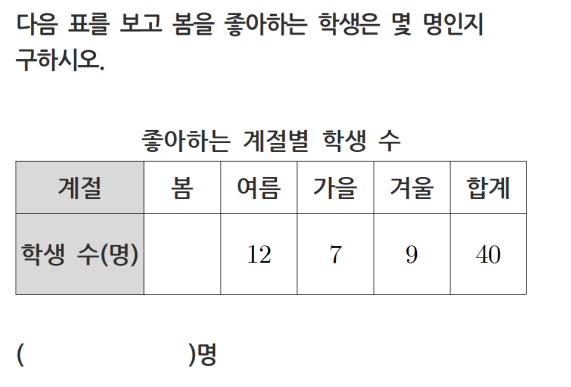 다음 표를 보고 봄을 좋아하는 학생은 몇 명인지
구하시오.
좋아하는 계절별 학생 수
계절 봄 여름 가을 겨울 합계
학생 수(명) 12 7 9 40
( )명